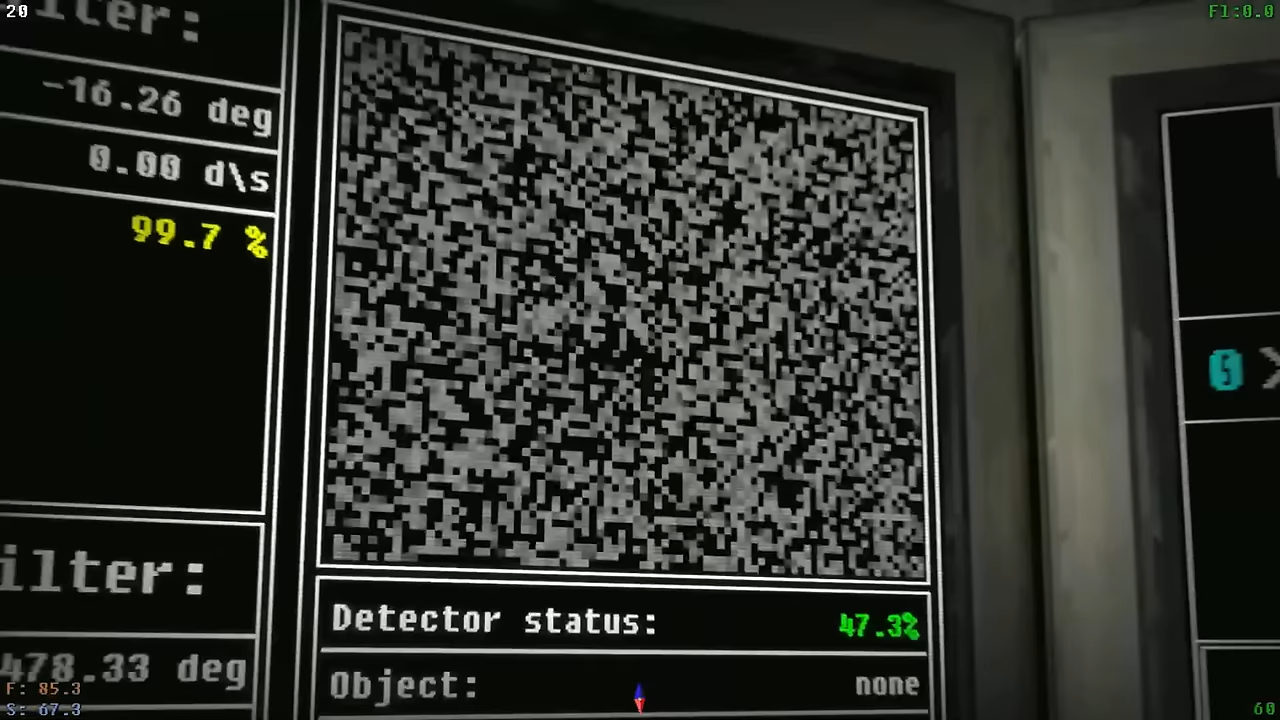 20
F1:0.0
ilter:
-16.26 deg
0.00 d\s
99.7 %
ilter:
478.33 deg
Detector status: 47.3%
Object: none
F: 85.3
S: 67.3
60